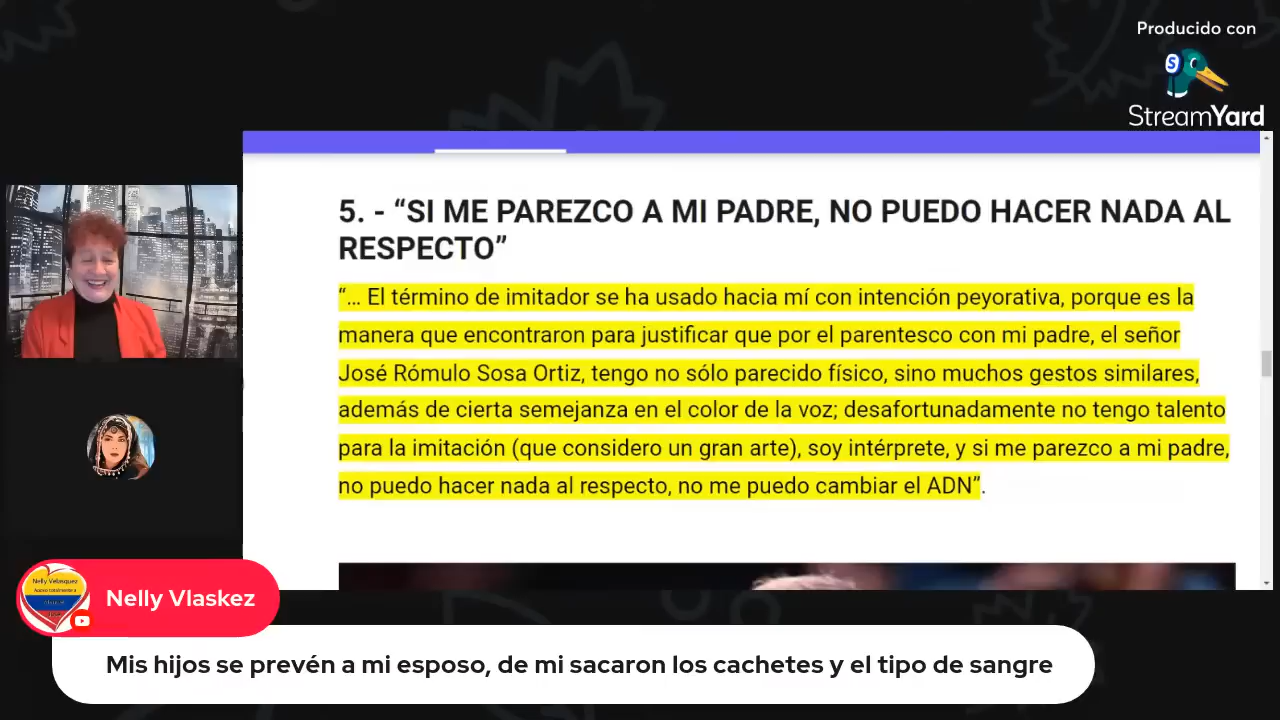 Producido con
StreamYard
5. - “SI ME PAREZCO A MI PADRE, NO PUEDO HACER NADA AL
RESPECTO”
“… El término de imitador se ha usado hacia mí con intención peyorativa, porque es la
manera que encontraron para justificar que por el parentesco con mi padre, el señor
José Rómulo Sosa Ortiz, tengo no sólo parecido físico, sino muchos gestos similares,
además de cierta semejanza en el color de la voz; desafortunadamente no tengo talento
para la imitación (que considero un gran arte), soy intérprete, y si me parezco a mi padre,
no puedo hacer nada al respecto, no me puedo cambiar el ADN”.
Nelly Velasquez
Nelly Vlaskez
Mis hijos se prevén a mi esposo, de mi sacaron los cachetes y el tipo de sangre